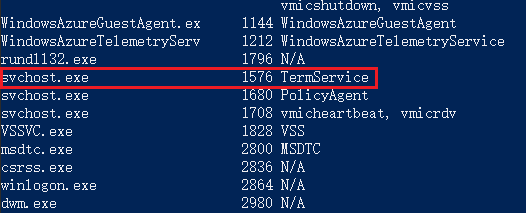 vmicshutdown, vmicvss
WindowsAzureGuestAgent.ex 1144 WindowsAzureGuestAgent
WindowsAzureTelemetryServ 1212 WindowsAzureTelemetryService
rundll32.exe 1796 N/A
svchost.exe 1576 TermService
svchost.exe 1680 PolicyAgent
svchost.exe 1708 vmicheartbeat, vmicrdv
VSSVC.exe 1828 VSS
msdtc.exe 2800 MSDTC
csrss.exe 2836 N/A
winlogon.exe 2864 N/A
dwm.exe 2980 N/A